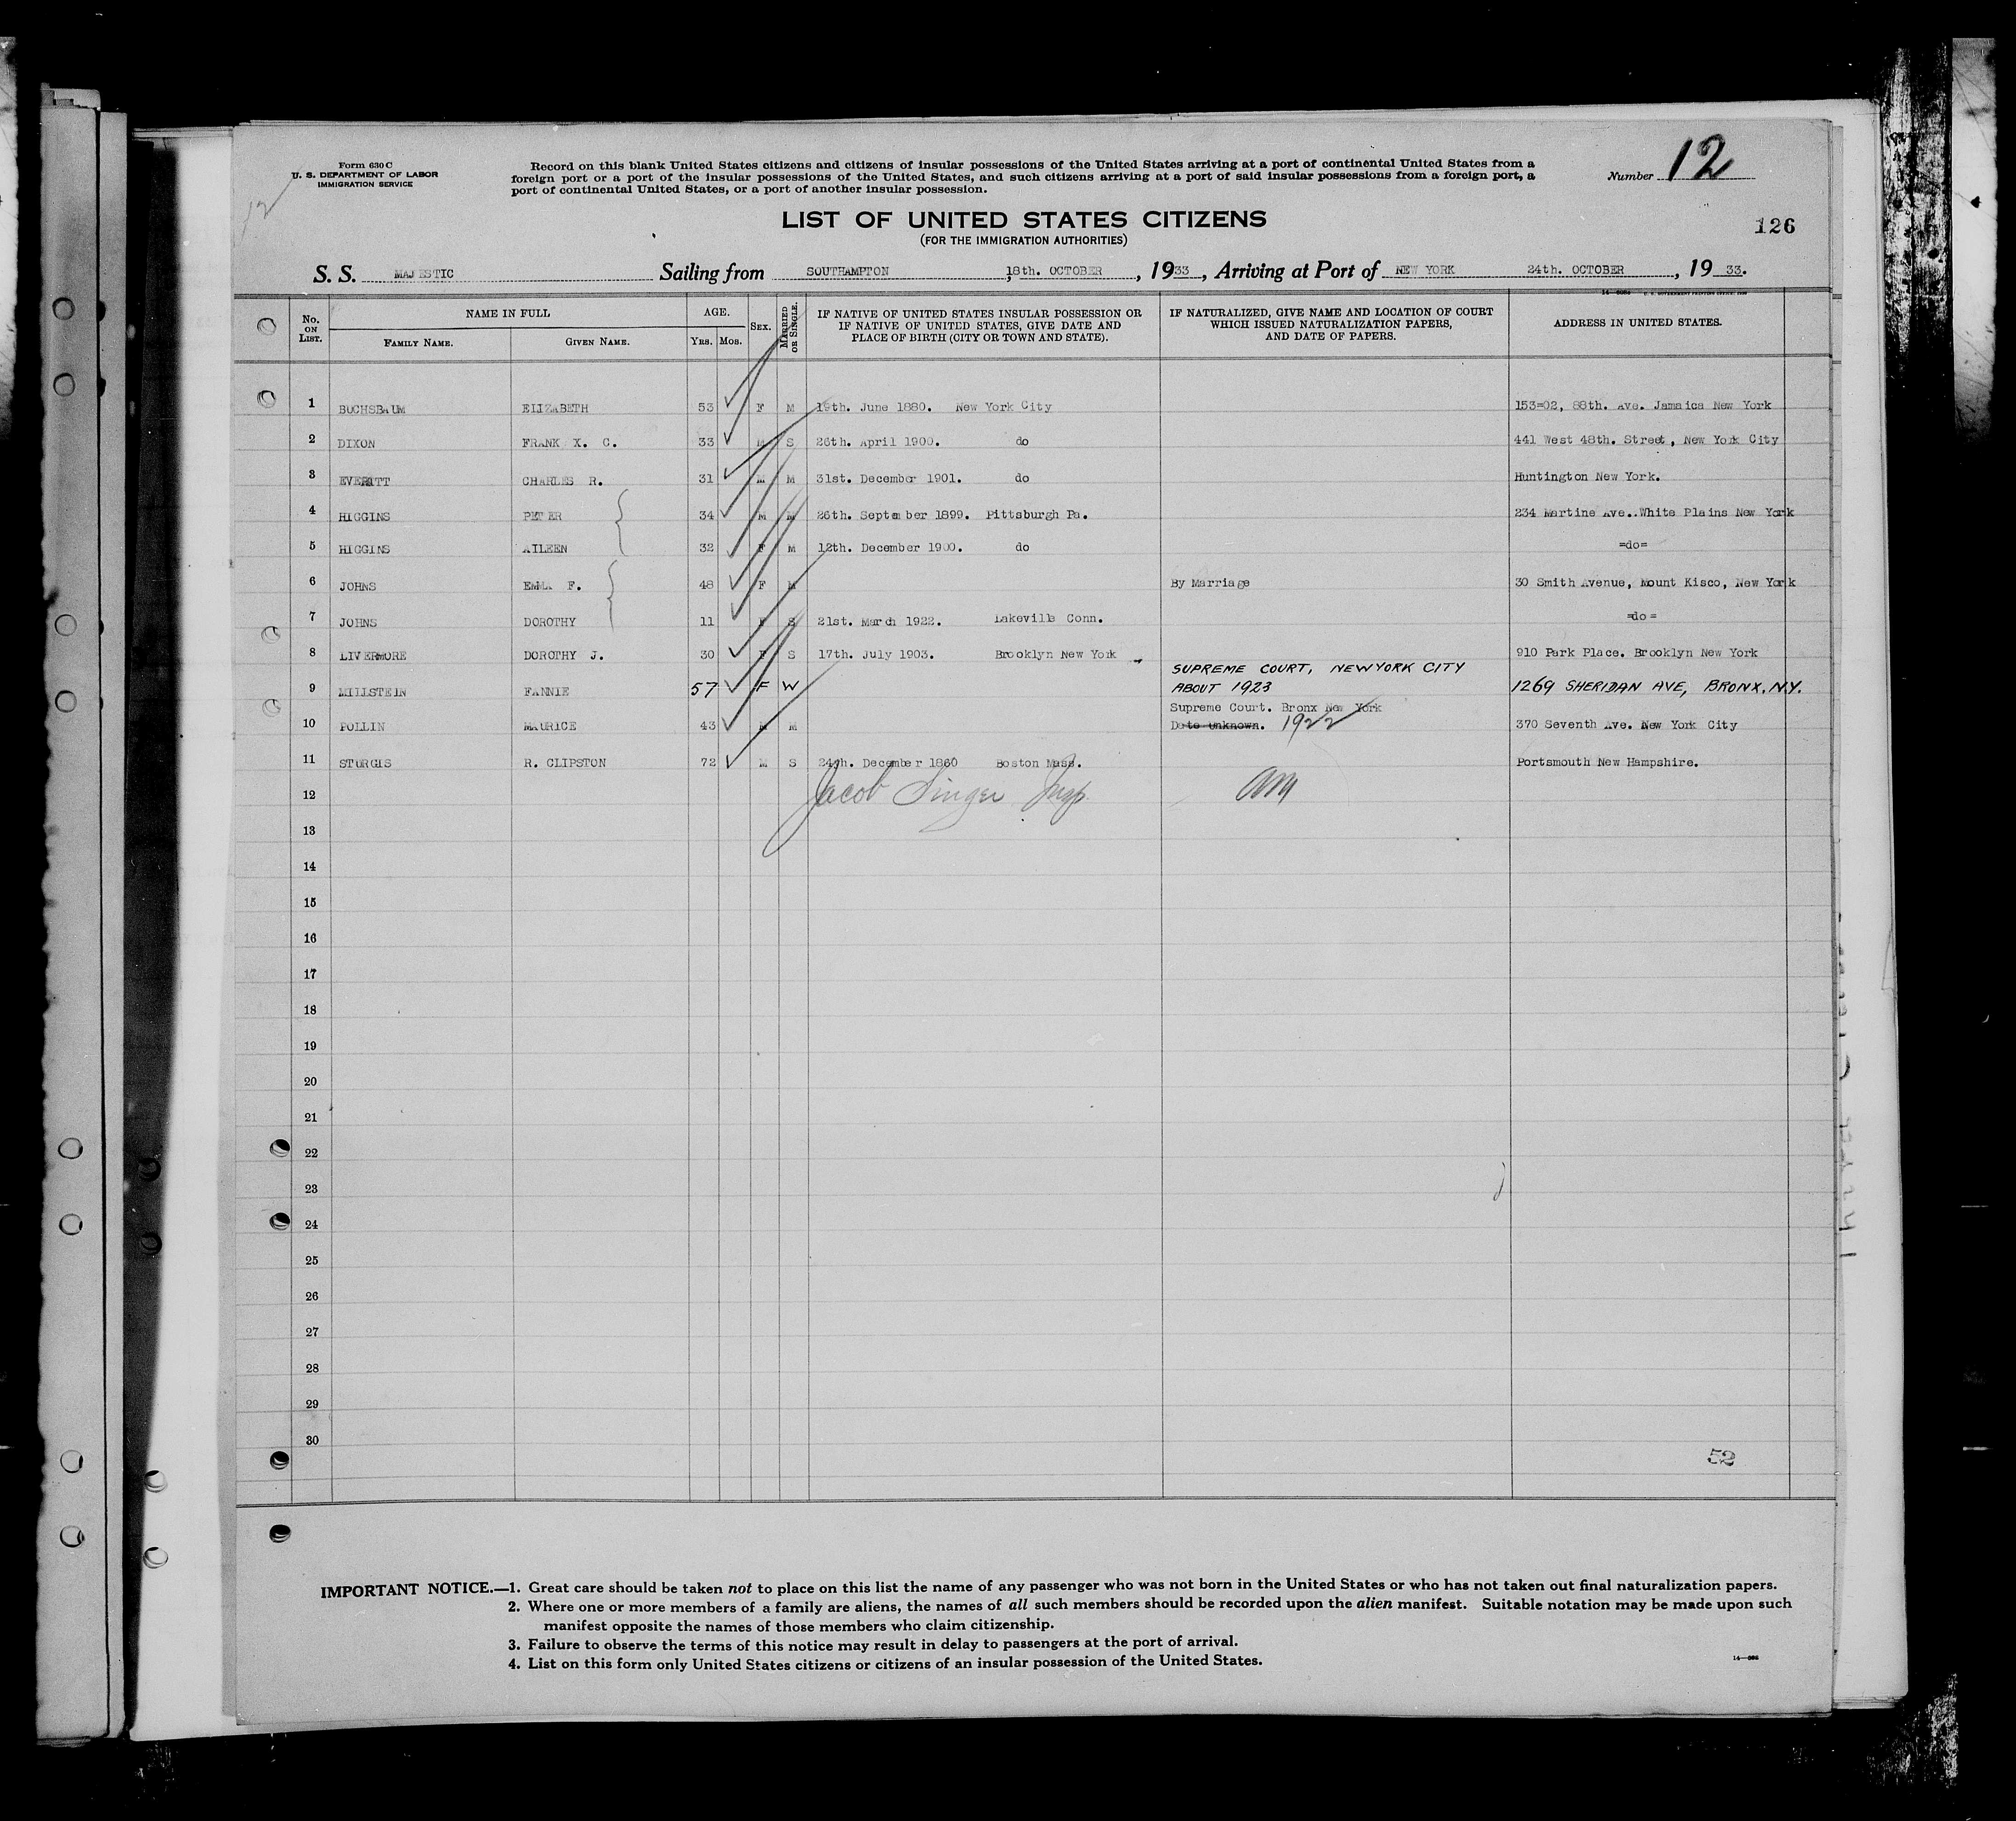 Form 630 C
U. S. DEPARTMENT OF LABOR
IMMIGRATION SERVICE
Record on this blank United States citizens and citizens of insular possessions of the United States arriving at a port of continental United States from a
foreign port or a port of the insular possessions of the United States, and such citizens arriving at a port of said insular possessions from a foreign port, a
port of continental United States, or a port of another insular possession.
Number 12
12
LIST OF UNITED STATES CITIZENS
(FOR THE IMMIGRATION AUTHORITIES)
126
S. S. MAJESTIC Sailing from SOUTHAMPTON , 18th. OCTOBER , 1933 , Arriving at Port of NEW YORK 24th. OCTOBER , 19 33.
No. ON LIST. NAME IN FULL AGE. SEX. MARRIED OR SINGLE. IF NATIVE OF UNITED STATES INSULAR POSSESSION OR IF NATIVE OF UNITED STATES, GIVE DATE AND PLACE OF BIRTH (CITY OR TOWN AND STATE). IF NATURALIZED, GIVE NAME AND LOCATION OF COURT WHICH ISSUED NATURALIZATION PAPERS, AND DATE OF PAPERS. ADDRESS IN UNITED STATES.
FAMILY NAME. GIVEN NAME. YRS. MOS.
1 BUCHSBAUM ELIZABETH 53 F M June 1880. New York City 153=02, 88th. Ave. Jamaica New York
2 DIXON FRANK X. C. 33 M S 26th. April 1900. do 441 West 48th. Street, New York City
3 EVERITT CHARLES R. 31 M M 31st. December 1901. do Huntington New York.
4 HIGGINS PETER 34 M M 26th. September 1899. Pittsburgh Pa. 234 Martine Ave..White Plains New York
5 HIGGINS AILEEN 32 F M 12th. December 1900. do =do=
6 JOHNS EMMA F. 48 F M By Marriage 30 Smith Avenue, Mount Kisco, New York
7 JOHNS DOROTHY 11 F S 21st. March 1922. Lakeville Conn. =do=
8 LIVERMORE DOROTHY J. 30 F S 17th. July 1903. Brooklyn New York 910 Park Place. Brooklyn New York
SUPREME COURT, NEW YORK CITY
9 MILLSTEIN FANNIE 57 F W ABOUT 1923 1269 SHERIDAN AVE, BRONX, N.Y.
Supreme Court. Bronx New York
10 POLLIN MAURICE 43 M M Date unknown. 1922 370 Seventh Ave. New York City
11 STURGIS R. CLIPSTON 72 M S 24th. December 1860 Boston Mass. Portsmouth New Hampshire.
12 Jacob Singer Insp.
13
14
15
16
17
18
19
20
21
22
23
24
25
26
27
28
29
30
52
IMPORTANT NOTICE.—1. Great care should be taken not to place on this list the name of any passenger who was not born in the United States or who has not taken out final naturalization papers.
2. Where one or more members of a family are aliens, the names of all such members should be recorded upon the alien manifest. Suitable notation may be made upon such
manifest opposite the names of those members who claim citizenship.
3. Failure to observe the terms of this notice may result in delay to passengers at the port of arrival.
4. List on this form only United States citizens or citizens of an insular possession of the United States.